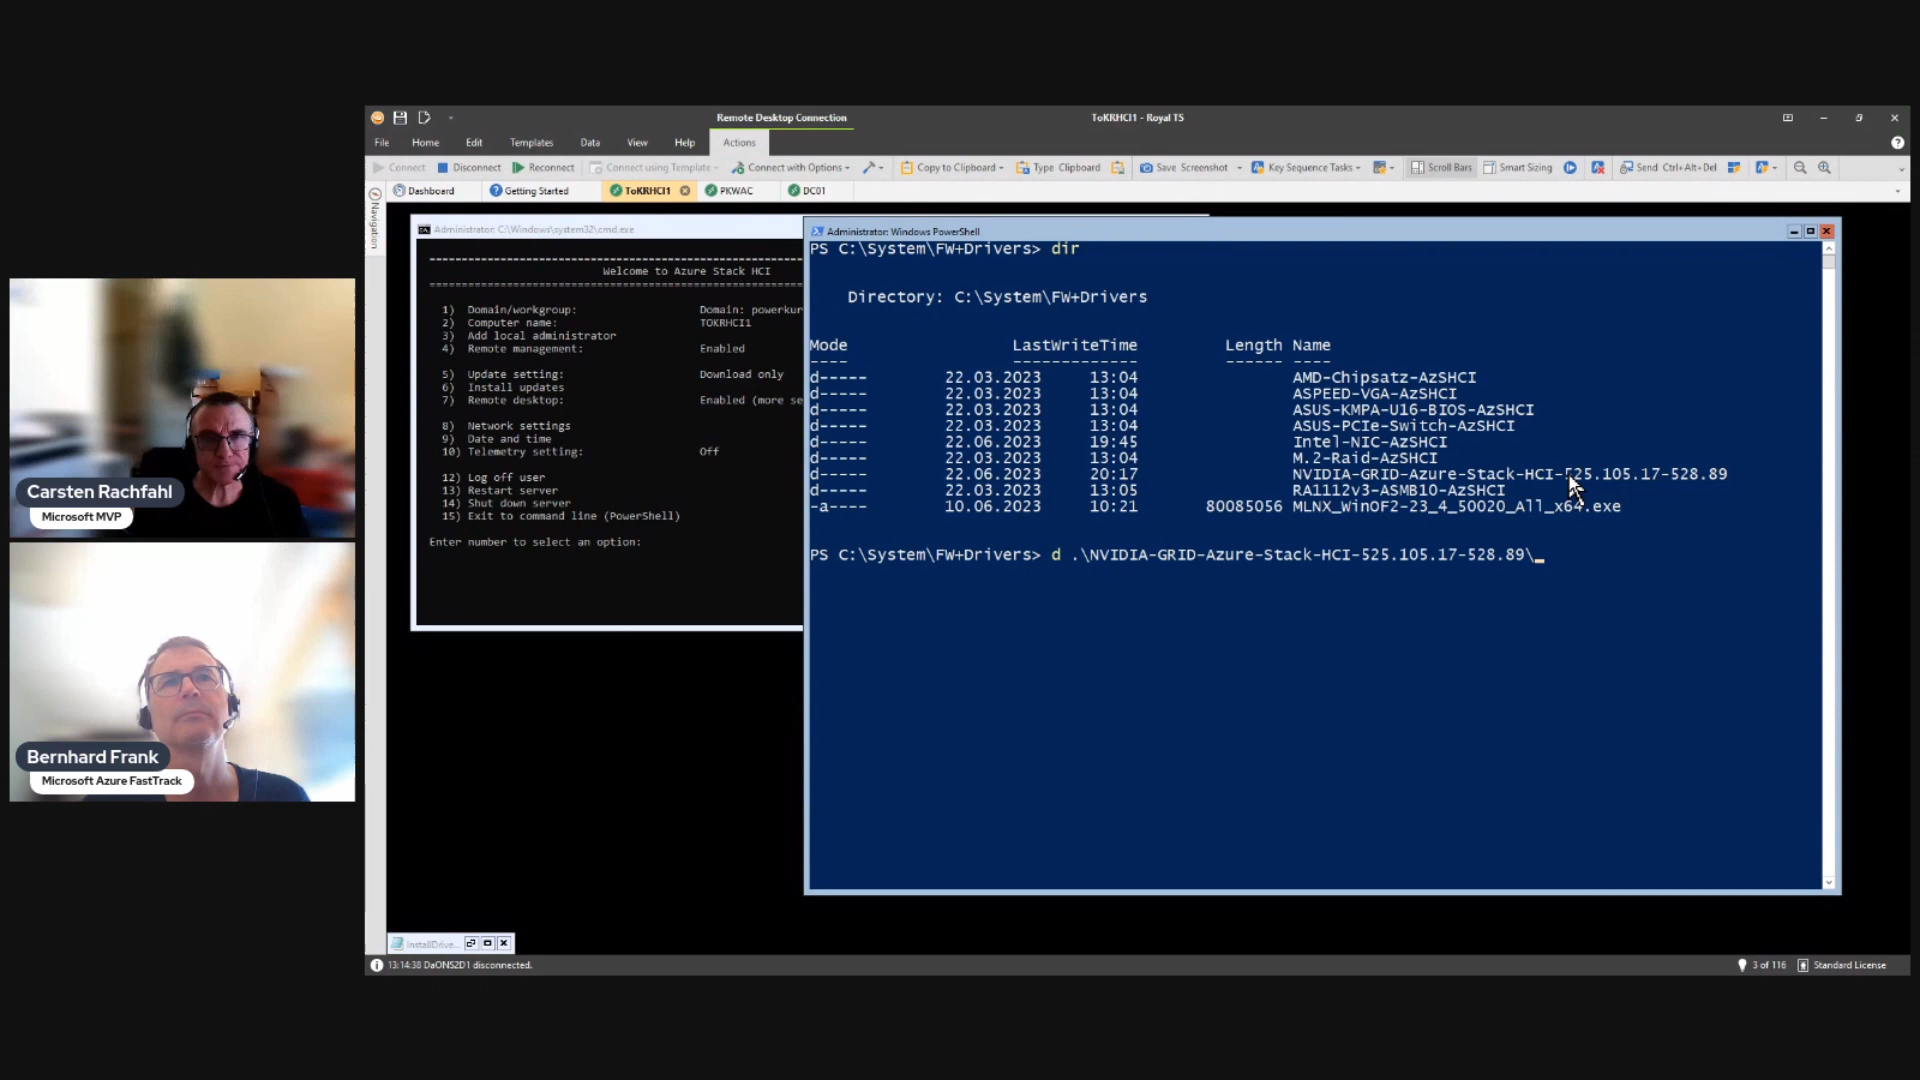 Remote Desktop Connection
ToKRHCI1 - Royal TS
File Home Edit Templates Data View Help Actions
Connect Disconnect Reconnect Connect using Template Connect with Options Copy to Clipboard Type Clipboard Save Screenshot Key Sequence Tasks Scroll Bars Smart Sizing Send Ctrl+Alt+Del
Dashboard Getting Started ToKRHCI1 PKWAC DC01
Navigation
Administrator: C:\Windows\system32\cmd.exe
Welcome to Azure Stack HCI
1) Domain/workgroup: Domain: powerkur
2) Computer name: TOKRHCI1
3) Add local administrator
4) Remote management: Enabled
5) Update setting: Download only
6) Install updates
7) Remote desktop: Enabled (more se
8) Network settings
9) Date and time
10) Telemetry setting: Off
12) Log off user
13) Restart server
14) Shut down server
15) Exit to command line (PowerShell)
Enter number to select an option:
Administrator: Windows PowerShell
PS C:\System\FW+Drivers> dir
Directory: C:\System\FW+Drivers
Mode LastWriteTime Length Name
---- ------------- ------ ----
d----- 22.03.2023 13:04 AMD-Chipsatz-AzSHCI
d----- 22.03.2023 13:04 ASPEED-VGA-AzSHCI
d----- 22.03.2023 13:04 ASUS-KMPA-U16-BIOS-AzSHCI
d----- 22.03.2023 13:04 ASUS-PCIe-Switch-AzSHCI
d----- 22.06.2023 19:45 Intel-NIC-AzSHCI
d----- 22.03.2023 13:04 M.2-Raid-AzSHCI
d----- 22.06.2023 20:17 NVIDIA-GRID-Azure-Stack-HCI-525.105.17-528.89
d----- 22.03.2023 13:05 RA1112v3-ASMB10-AzSHCI
-a---- 10.06.2023 10:21 80085056 MLNX_WinOF2-23_4_50020_All_x64.exe
PS C:\System\FW+Drivers> d .\NVIDIA-GRID-Azure-Stack-HCI-525.105.17-528.89\_
Carsten Rachfahl
Microsoft MVP
Bernhard Frank
Microsoft Azure FastTrack
InstallDrive...
13:14:38 DaONS2D1 disconnected.
3 of 116
Standard License